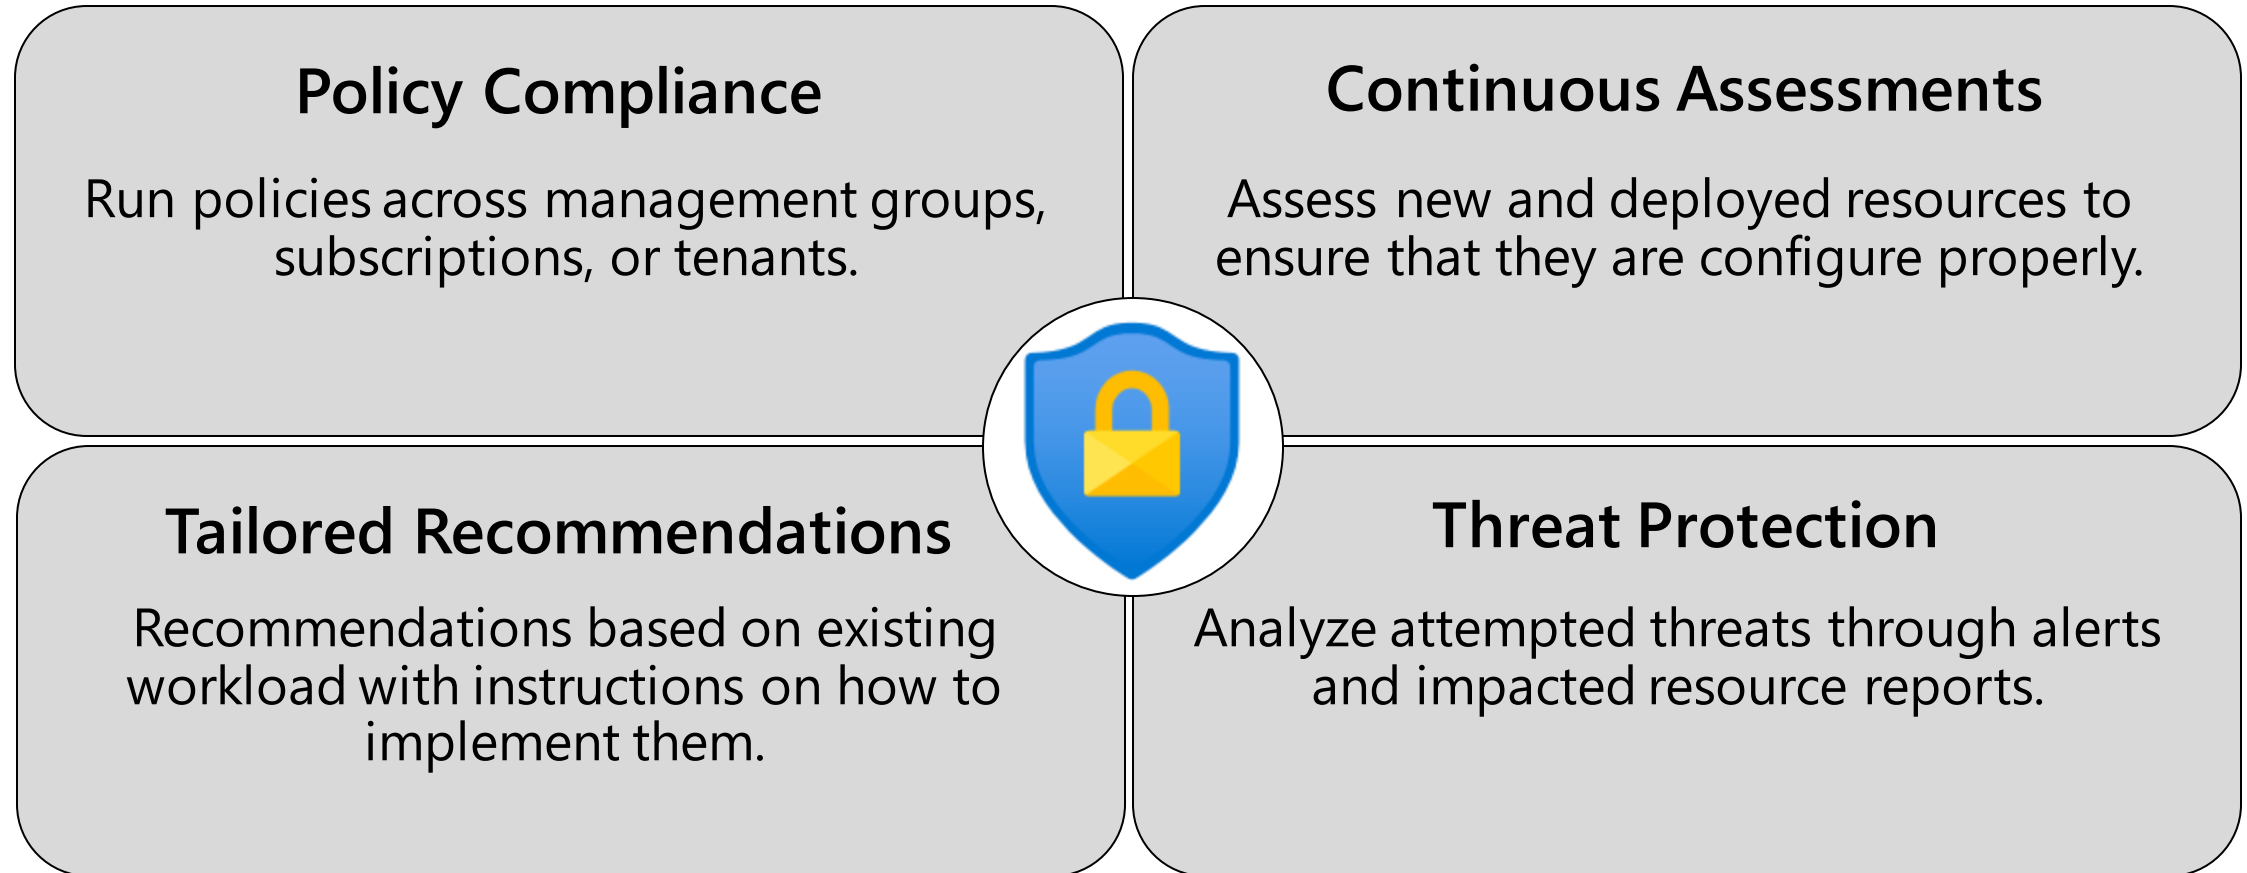 Policy Compliance
Run policies across management groups,
subscriptions, or tenants.
Continuous Assessments
Assess new and deployed resources to
ensure that they are configure properly.
Tailored Recommendations
Recommendations based on existing
workload with instructions on how to
implement them.
Threat Protection
Analyze attempted threats through alerts
and impacted resource reports.